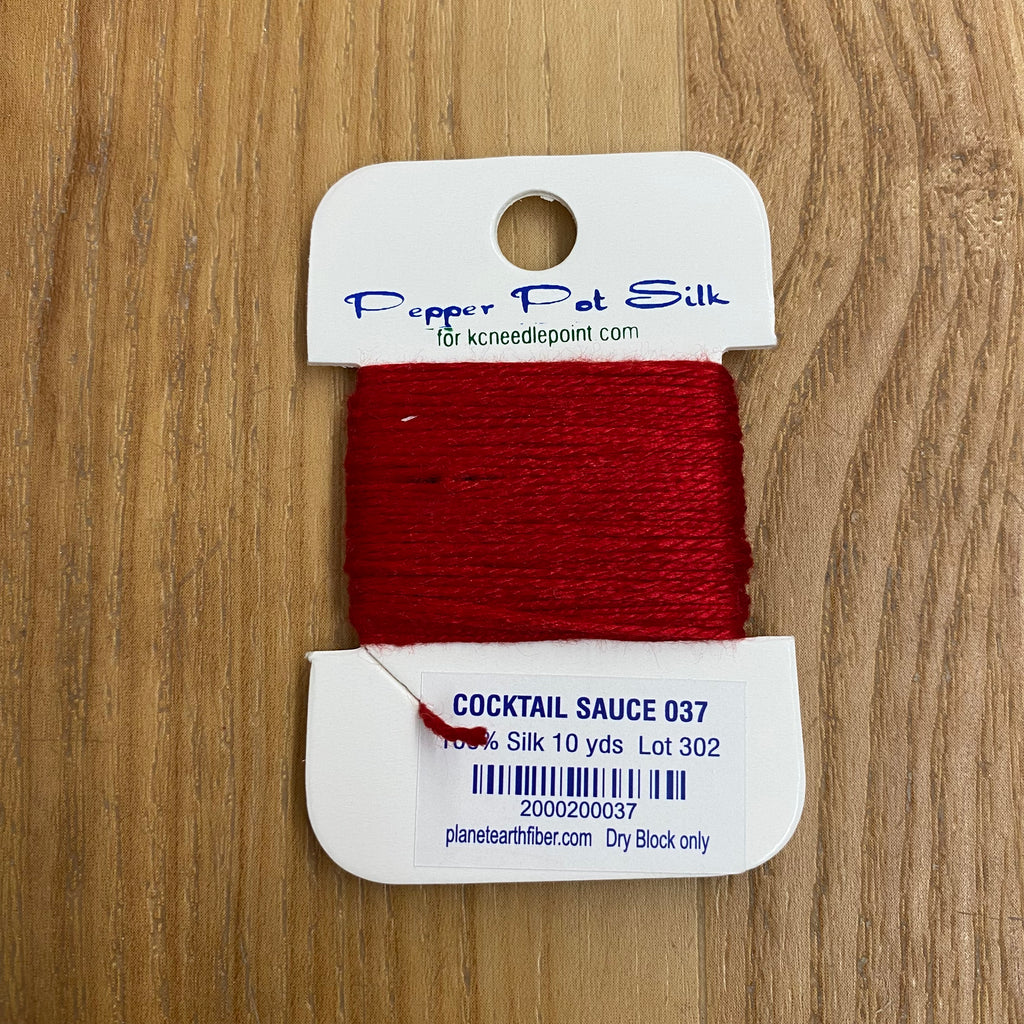 Pepper Pot Silk
for kcneedlepoint.com
COCKTAIL SAUCE 037
100% Silk 10 yds Lot 302
2000200037
planetearthfiber.com Dry Block only